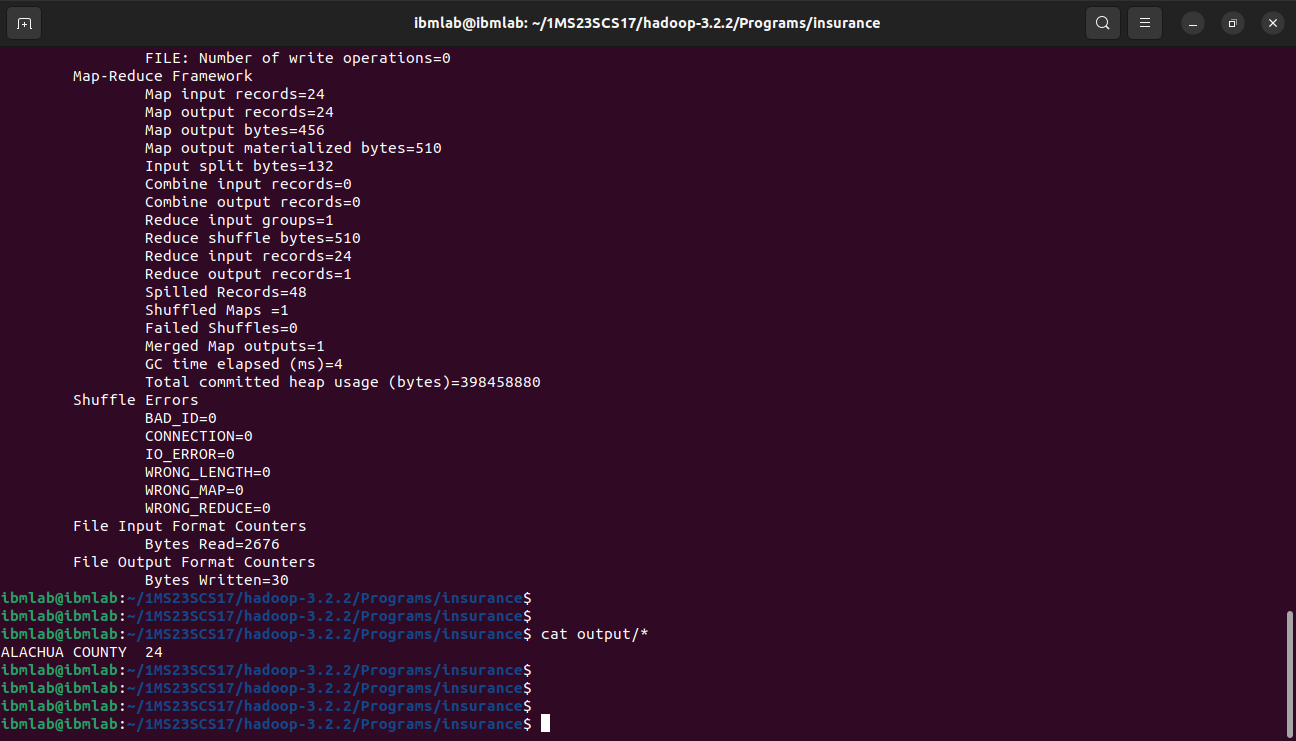 ibmlab@ibmlab: ~/1MS23SCS17/hadoop-3.2.2/Programs/insurance
FILE: Number of write operations=0
Map-Reduce Framework
Map input records=24
Map output records=24
Map output bytes=456
Map output materialized bytes=510
Input split bytes=132
Combine input records=0
Combine output records=0
Reduce input groups=1
Reduce shuffle bytes=510
Reduce input records=24
Reduce output records=1
Spilled Records=48
Shuffled Maps =1
Failed Shuffles=0
Merged Map outputs=1
GC time elapsed (ms)=4
Total committed heap usage (bytes)=398458880
Shuffle Errors
BAD_ID=0
CONNECTION=0
IO_ERROR=0
WRONG_LENGTH=0
WRONG_MAP=0
WRONG_REDUCE=0
File Input Format Counters
Bytes Read=2676
File Output Format Counters
Bytes Written=30
ibmlab@ibmlab:~/1MS23SCS17/hadoop-3.2.2/Programs/insurance$
ibmlab@ibmlab:~/1MS23SCS17/hadoop-3.2.2/Programs/insurance$
ibmlab@ibmlab:~/1MS23SCS17/hadoop-3.2.2/Programs/insurance$ cat output/*
ALACHUA COUNTY  24
ibmlab@ibmlab:~/1MS23SCS17/hadoop-3.2.2/Programs/insurance$
ibmlab@ibmlab:~/1MS23SCS17/hadoop-3.2.2/Programs/insurance$
ibmlab@ibmlab:~/1MS23SCS17/hadoop-3.2.2/Programs/insurance$
ibmlab@ibmlab:~/1MS23SCS17/hadoop-3.2.2/Programs/insurance$